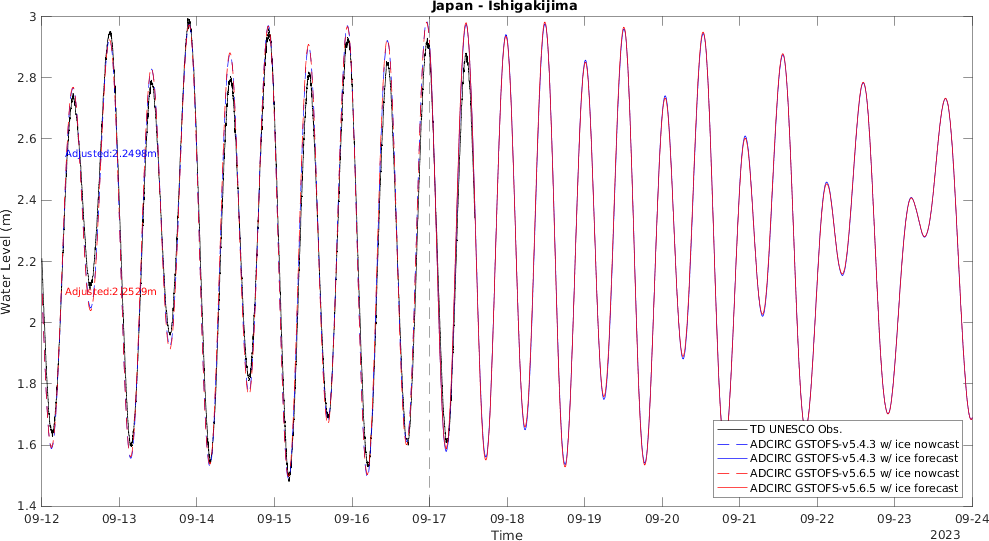 Japan - Ishigakijima
3
2.8
2.6
2.4
2.2
2
1.8
1.6
1.4
Water Level (m)
Adjusted:2.2498m
Adjusted:2.2529m
TD UNESCO Obs.
ADCIRC GSTOFS-v5.4.3 w/ ice nowcast
ADCIRC GSTOFS-v5.4.3 w/ ice forecast
ADCIRC GSTOFS-v5.6.5 w/ ice nowcast
ADCIRC GSTOFS-v5.6.5 w/ ice forecast
09-12 09-13 09-14 09-15 09-16 09-17 09-18 09-19 09-20 09-21 09-22 09-23 09-24
Time
2023